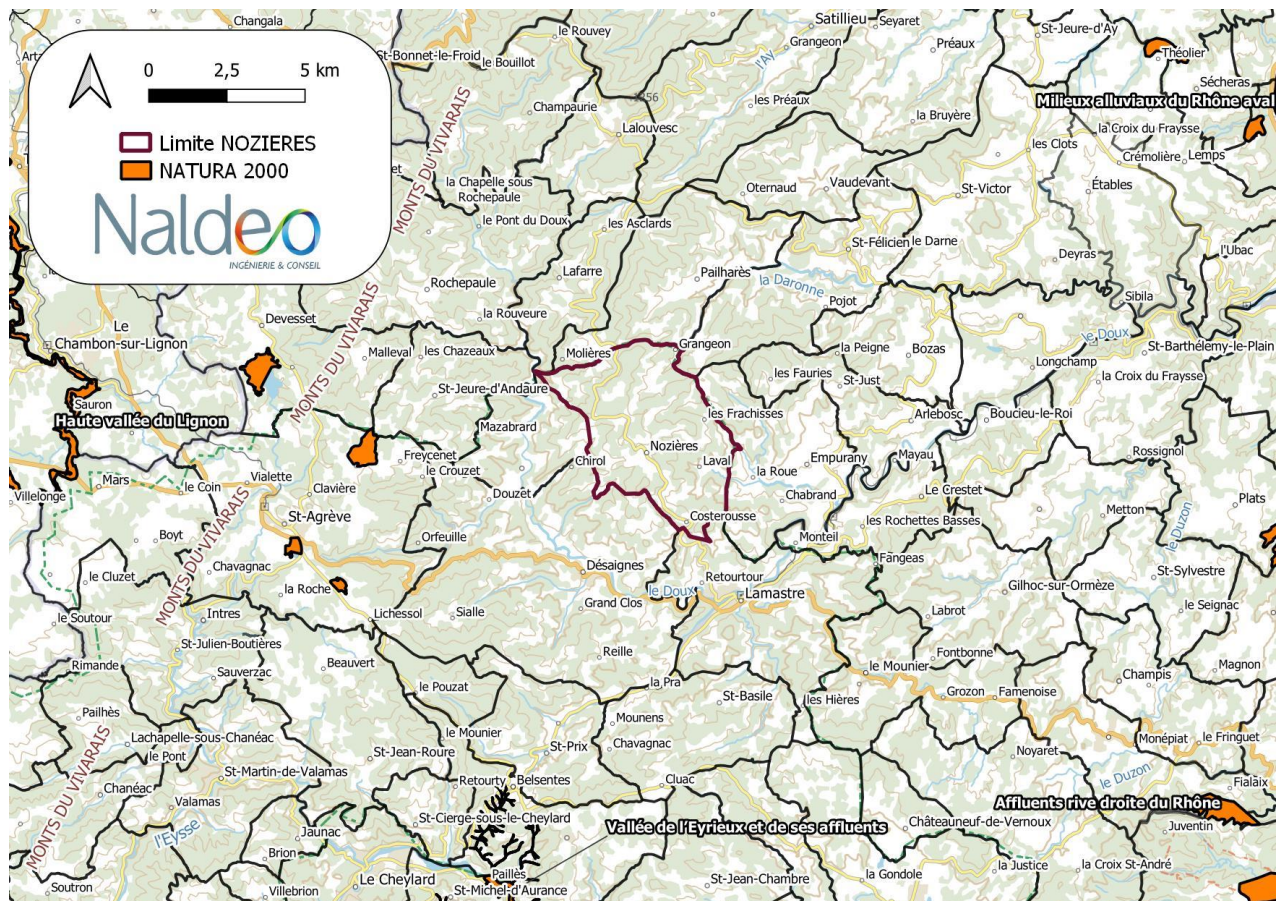 Changala
Satillieu
Seyaret
St-Jeure-d'Ay
le Rouvey
Grangeon
Préaux
Théolier
St-Bonnet-le-Froid
le Bouillot
l'Ay
Sécheras
0 2,5 5 km
Champaurie
les Préaux
Milieux alluviaux du Rhône aval
Limite NOZIERES
Lalouvesc
la Bruyère
la Croix du Fraysse
NATURA 2000
les Clots
Crémolière
Lemps
MONTS DU VIVARAIS
la Chapelle sous
Rochepaule
Oternaud
Vaudevant
St-Victor
Étables
Naldeo
INGÉNIERIE & CONSEIL
le Pont du Doux
les Asclards
St-Félicien
le Darne
Deyras
l'Ubac
Lafarre
Pailharès
Rochepaule
la Daronne
Pojot
Sibila
Devesset
la Rouveure
Le
Chambon-sur-Lignon
Malleval
les Chazeaux
Molières
Grangeon
la Peigne
Bozas
le Doux
Longchamp
St-Barthélemy-le-Plain
MONTS DU VIVARAIS
St-Jeure-d'Andaure
les Fauries
St-Just
la Croix du Fraysse
Sauron
Haute vallée du Lignon
Mazabrard
les Frachisses
Arlebosc
Boucieu-le-Roi
Freycenet
Nozières
Chirol
Laval
la Roue
Empurany
Mayau
Rossignol
Villelonge
Mars
le Coin
Vialette
Clavière
le Crouzet
Douzet
Chabrand
Le Crestet
Plats
St-Agrève
Costerousse
les Rochettes Basses
Metton
le Duzon
Boyt
Orfeuille
Monteil
MONTS DU VIVARAIS
Chavagnac
Désaignes
Fangeas
St-Sylvestre
le Cluzet
la Roche
Retourtour
Lamastre
Gilhoc-sur-Ormèze
le Doux
Grand Clos
le Soutour
Intres
Lichessol
Sialle
Labrot
le Seignac
St-Julien-Boutières
Reille
Fontbonne
Rimande
Sauverzac
Beauvert
le Mounier
Magnon
Champis
le Pouzat
la Pra
St-Basile
les Hières
Grozon
Famenoise
Pailhès
Mounens
Lachapelle-sous-Chanéac
le Mounier
St-Prix
Chavagnac
Monépiat
le Fringuet
le Pont
St-Jean-Roure
Noyaret
MONTS DU VIVARAIS
St-Martin-de-Valamas
Retourty
Belsentes
Cluac
le Duzon
Fialaix
Chanéac
Valamas
Affluents rive droite du Rhône
St-Cierge-sous-le-Cheylard
Vallée de l'Eyrieux et de ses affluents
Châteauneuf-de-Vernoux
Juventin
l'Eysse
Jaunac
Brion
Paillès
la Justice
la Croix St-André
Soutron
Villebrion
Le Cheylard
St-Michel-d'Aurance
St-Jean-Chambre
la Gondole